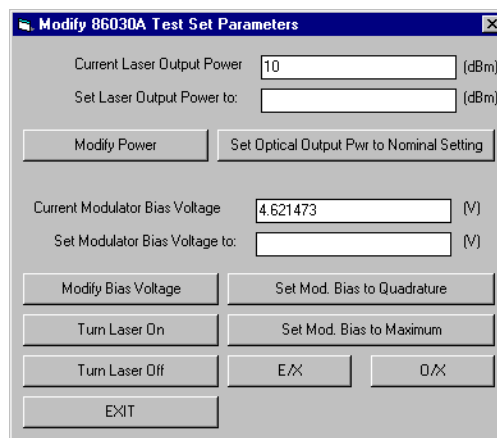 Modify 86030A Test Set Parameters
Current Laser Output Power 10 (dBm)
Set Laser Output Power to: (dBm)
Modify Power Set Optical Output Pwr to Nominal Setting
Current Modulator Bias Voltage 4.621473 (V)
Set Modulator Bias Voltage to: (V)
Modify Bias Voltage Set Mod. Bias to Quadrature
Turn Laser On Set Mod. Bias to Maximum
Turn Laser Off E/X O/X
EXIT